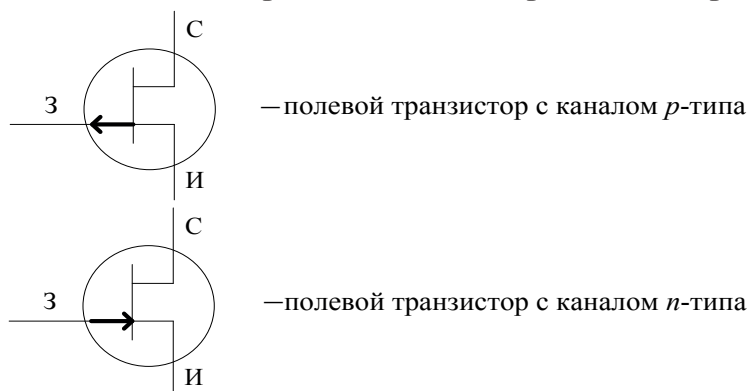 С
З
—полевой транзистор с каналом p-типа
И
С
З
—полевой транзистор с каналом n-типа
И